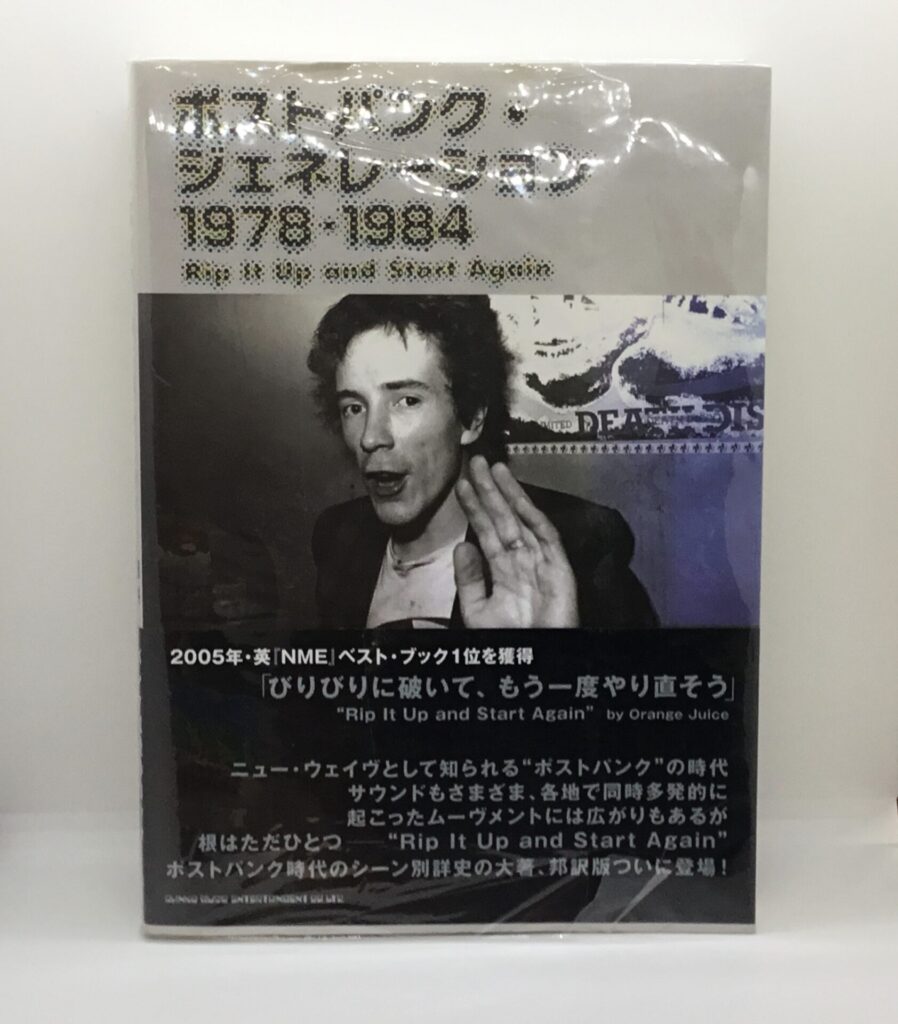 ポストパンク・
ジェネレーション
1978・1984
Rip It Up and Start Again
MITED DEA DIS
2005年・英『NME』ベスト・ブック1位を獲得
「びりびりに破いて、もう一度やり直そう」
“Rip It Up and Start Again” by Orange Juice
ニュー・ウェイヴとして知られる“ポストパンク”の時代
サウンドもさまざま、各地で同時多発的に
起こったムーヴメントには広がりもあるが
根はただひとつ――“Rip It Up and Start Again”
ポストパンク時代のシーン別詳史の大著、邦訳版ついに登場！
SHINKO MUSIC ENTERTAINMENT CO.,LTD.